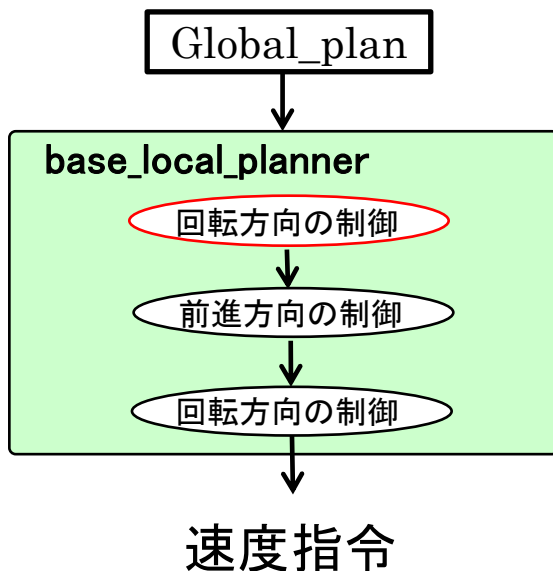 Global_plan
base_local_planner
回転方向の制御
前進方向の制御
回転方向の制御
速度指令